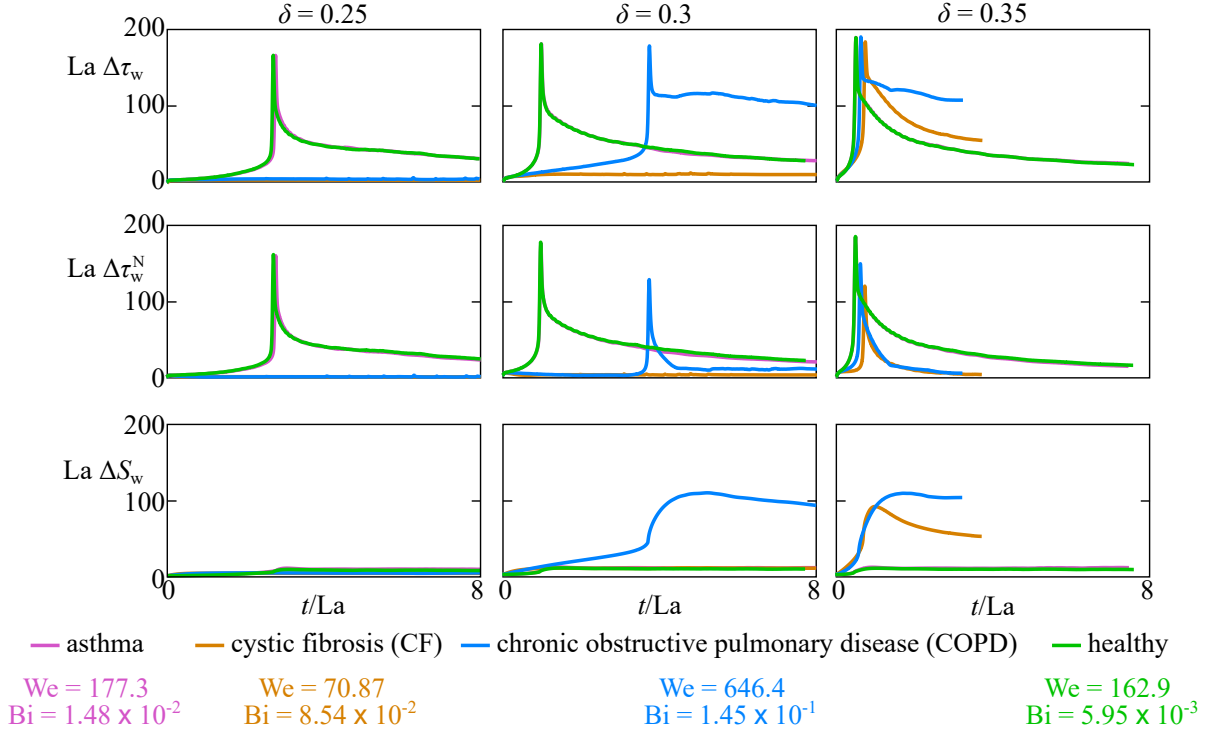 δ = 0.25 δ = 0.3 δ = 0.35
200
La Δτw
100
0
200
La Δτw^N
100
0
200
La ΔSw
100
0
0 t/La 8 0 t/La 8 0 t/La 8
asthma cystic fibrosis (CF) chronic obstructive pulmonary disease (COPD) healthy
We = 177.3 We = 70.87 We = 646.4 We = 162.9
Bi = 1.48 x 10^-2 Bi = 8.54 x 10^-2 Bi = 1.45 x 10^-1 Bi = 5.95 x 10^-3